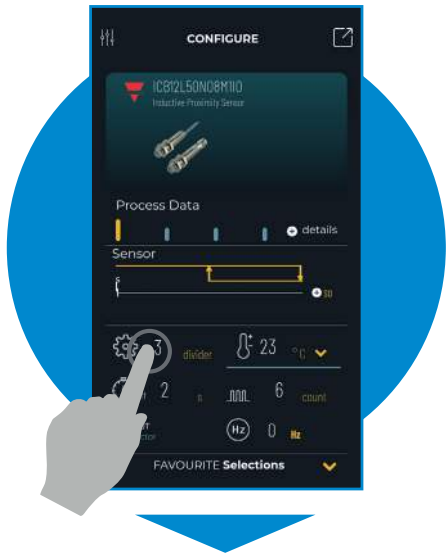 CONFIGURE
ICB12L50N08M1IO
Inductive Proximity Sensor
Process Data
details
Sensor
SD
3 divider 23 °C
2 s 6 count
Hz 0 Hz
FAVOURITE Selections